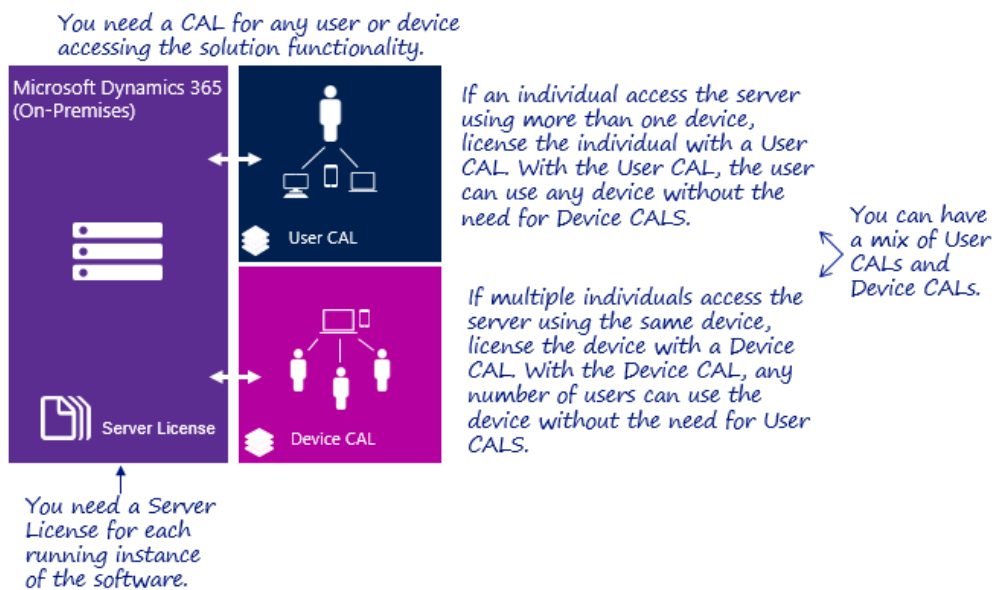 You need a CAL for any user or device
accessing the solution functionality.
Microsoft Dynamics 365
(On-Premises)
Server License
User CAL
Device CAL
If an individual access the server
using more than one device,
license the individual with a User
CAL. With the User CAL, the user
can use any device without the
need for Device CALS.
If multiple individuals access the
server using the same device,
license the device with a Device
CAL. With the Device CAL, any
number of users can use the
device without the need for User
CALS.
You can have
a mix of User
CALs and
Device CALs.
You need a Server
License for each
running instance
of the software.